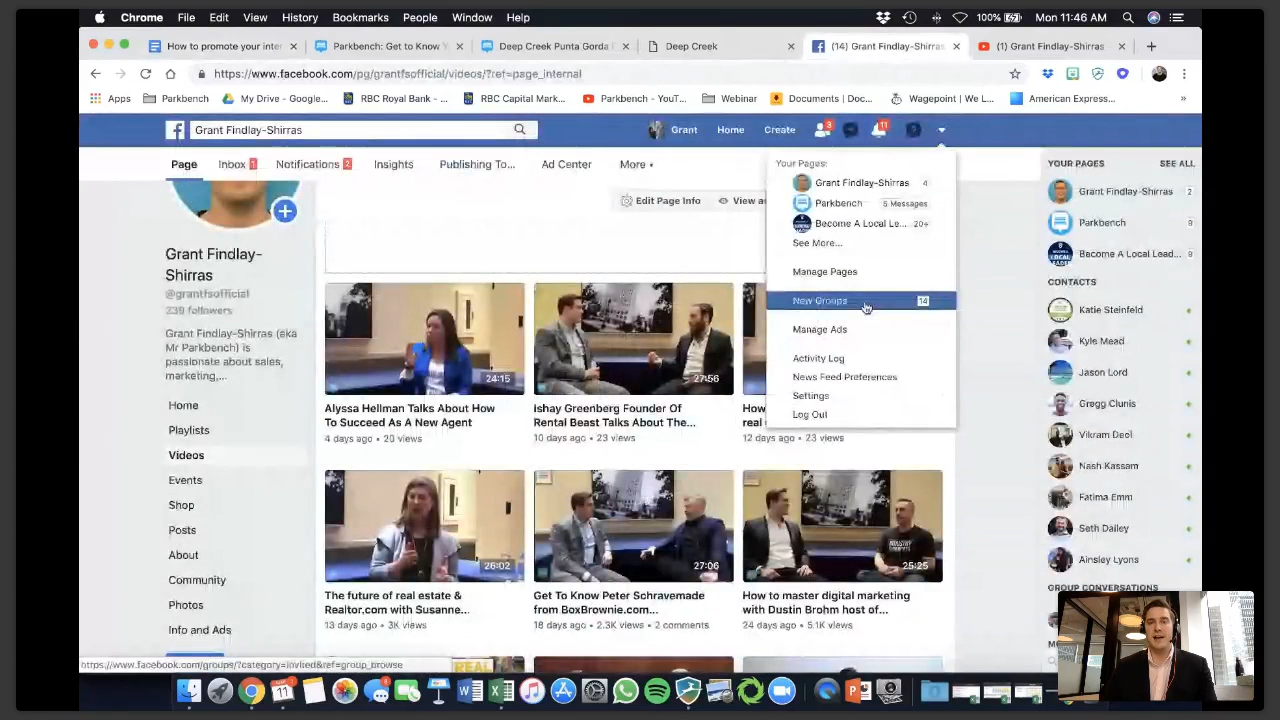 Chrome File Edit View History Bookmarks People Window Help 100% Mon 11:46 AM
How to promote your inte Parkbench: Get to Know Y Deep Creek Punta Gorda Deep Creek (14) Grant Findlay-Shirras (1) Grant Findlay-Shirras
https://www.facebook.com/pg/grantfsofficial/videos/?ref=page_internal
Apps Parkbench My Drive - Google... RBC Royal Bank - ... RBC Capital Mark... Parkbench - YouT... Webinar Documents | Doc... Wagepoint | We L... American Express... »
Grant Findlay-Shirras Grant Home Create 3 11
Page Inbox 1 Notifications 2 Insights Publishing To... Ad Center More
Edit Page Info View a
Your Pages:
Grant Findlay-Shirras 4
Parkbench 5 Messages
Become A Local Le... 20+
See More...
Manage Pages
New Groups 14
Manage Ads
Activity Log
News Feed Preferences
Settings
Log Out
Grant Findlay-
Shirras
@grantfsofficial
239 followers
Grant Findlay-Shirras (aka
Mr Parkbench) is
passionate about sales,
marketing,...
Home
Playlists
Videos
Events
Shop
Posts
About
Community
Photos
Info and Ads
24:15
Alyssa Hellman Talks About How
To Succeed As A New Agent
4 days ago • 20 views
27:56
Ishay Greenberg Founder Of
Rental Beast Talks About The...
10 days ago • 23 views
How
real
12 days ago • 23 views
26:02
The future of real estate &
Realtor.com with Susanne...
13 days ago • 3K views
27:06
Get To Know Peter Schravemade
from BoxBrownie.com...
18 days ago • 2.3K views • 2 comments
INDUSTRY
25:25
How to master digital marketing
with Dustin Brohm host of...
24 days ago • 5.1K views
REAL
YOUR PAGES SEE ALL
Grant Findlay-Shirras 2
Parkbench 9
Become A Local Lead... 9
CONTACTS
Katie Steinfeld
Kyle Mead
Jason Lord
Gregg Clunis
Vikram Deol
Nash Kassam
Fatima Emm
Seth Dailey
Ainsley Lyons
GROUP CONVERSATIONS
https://www.facebook.com/groups/?category=invited&ref=group_browse